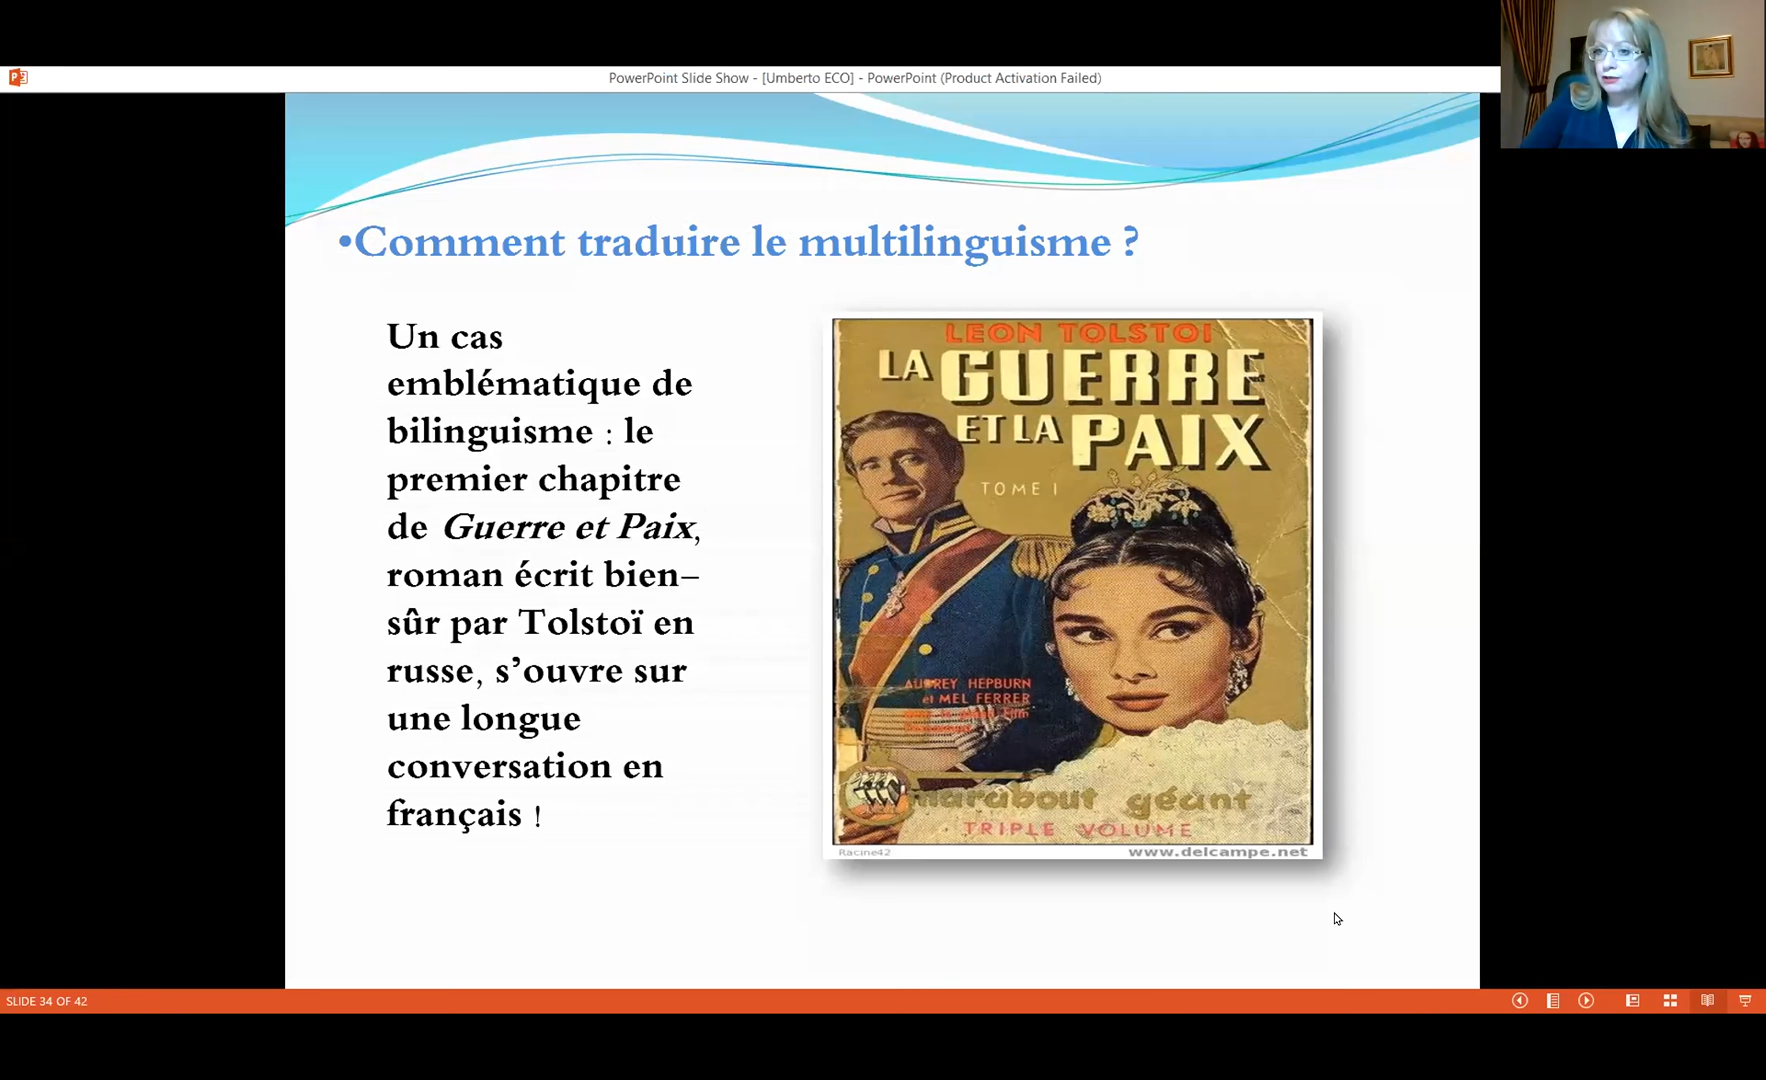 PowerPoint Slide Show - [Umberto ECO] - PowerPoint (Product Activation Failed)
•Comment traduire le multilinguisme ?
Un cas
emblématique de
bilinguisme : le
premier chapitre
de Guerre et Paix,
roman écrit bien–
sûr par Tolstoï en
russe, s’ouvre sur
une longue
conversation en
français !
LEON TOLSTOI
LA GUERRE
ET LA PAIX
TOME I
AUDREY HEPBURN
et MEL FERRER
film
marabout géant
TRIPLE VOLUME
Racine42
www.delcampe.net
SLIDE 34 OF 42